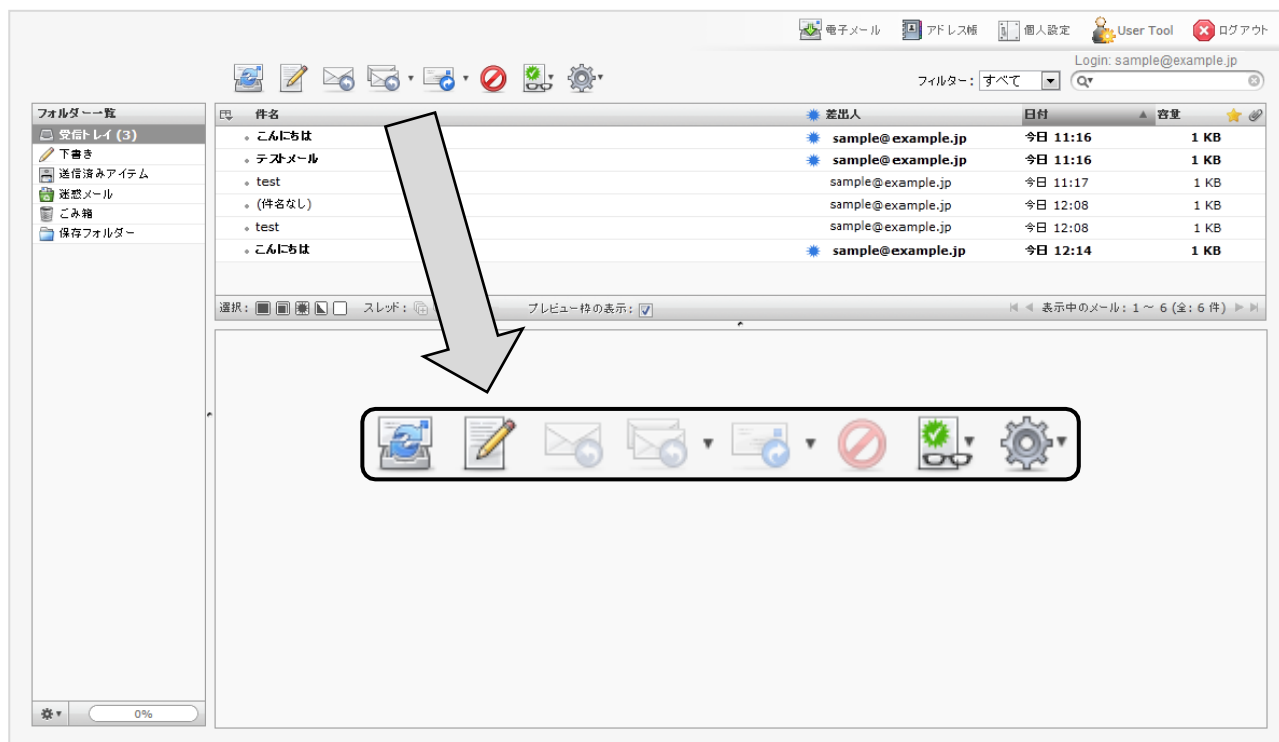 電子メール アドレス帳 個人設定 User Tool ログアウト
Login: sample@example.jp
フィルター: すべて
フォルダー一覧 件名 差出人 日付 容量
受信トレイ (3)
下書き
送信済みアイテム
迷惑メール
ごみ箱
保存フォルダー
こんにちは sample@example.jp 今日 11:16 1 KB
テストメール sample@example.jp 今日 11:16 1 KB
test sample@example.jp 今日 11:17 1 KB
(件名なし) sample@example.jp 今日 12:08 1 KB
test sample@example.jp 今日 12:08 1 KB
こんにちは sample@example.jp 今日 12:14 1 KB
選択: スレッド: プレビュー枠の表示: 表示中のメール: 1 ～ 6 (全: 6 件)
0%